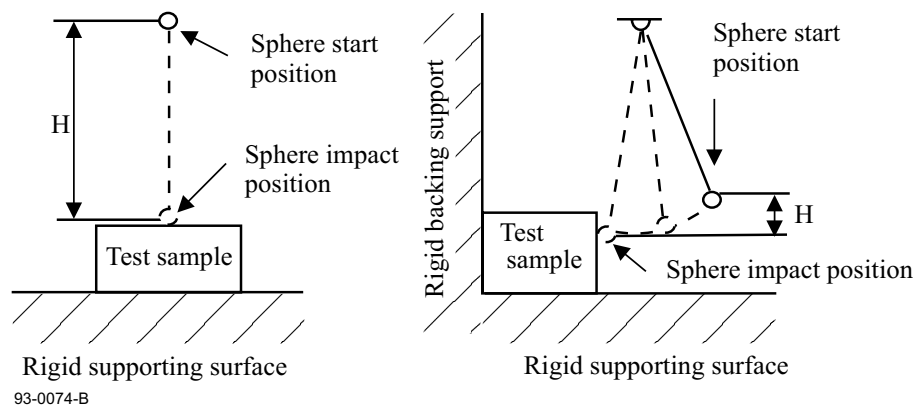 Sphere start
position
H
Sphere impact
position
Test sample
Rigid supporting surface
93-0074-B
Rigid backing support
Sphere start
position
H
Test
sample
Sphere impact position
Rigid supporting surface